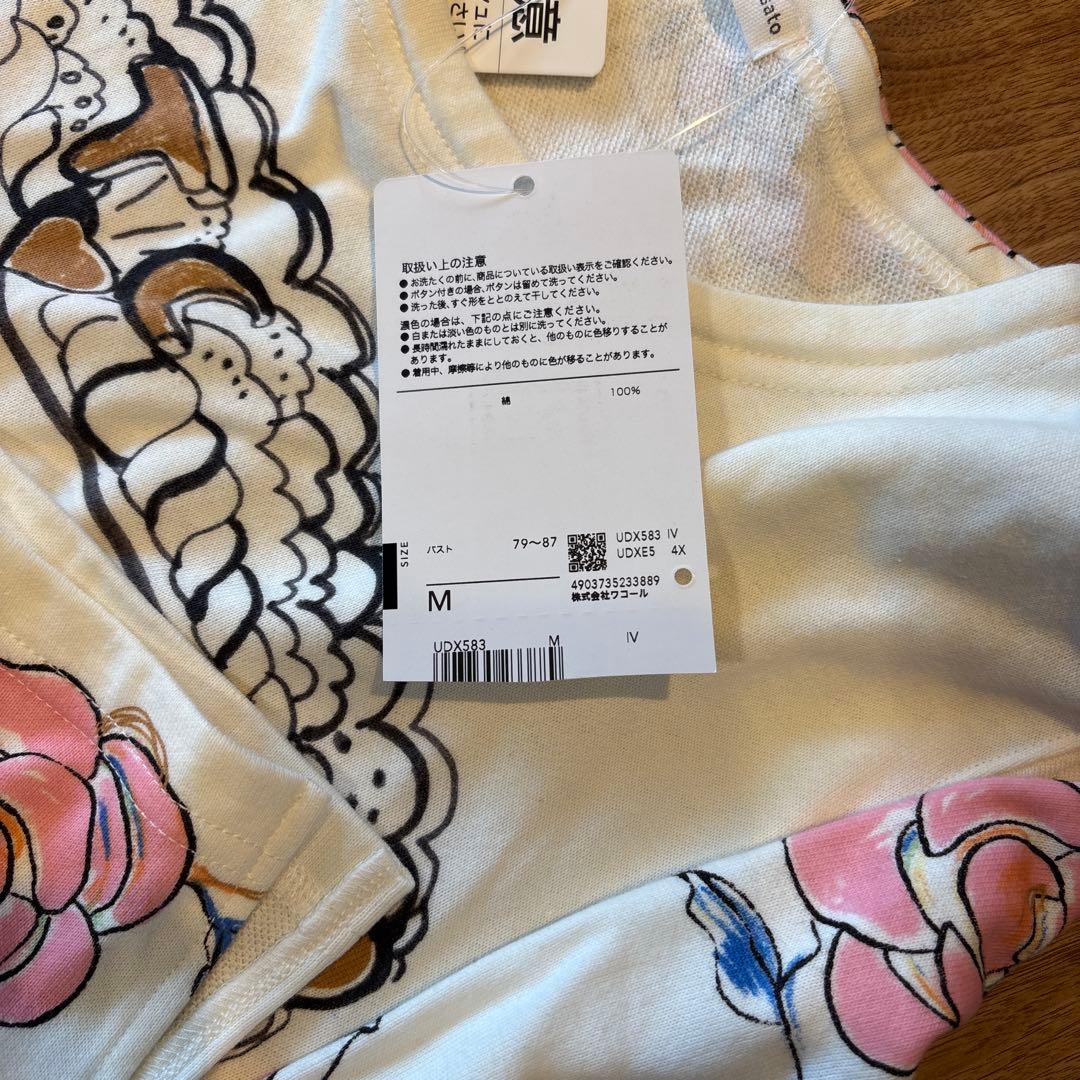 意
さい
sato
取扱い上の注意
● お洗たくの前に、商品についている取扱い表示をご確認ください。
● ボタン付きの場合、ボタンは留めて洗ってください。
● 洗った後、すぐ形をととのえて干してください。
濃色の場合は、下記の点にご注意ください。
● 白または淡い色のものとは別に洗ってください。
● 長時間濡れたままにしておくと、他のものに色移りすることが
あります。
● 着用中、摩擦等により他のものに色が移ることがあります。
綿 100%
SIZE
バスト 79〜87
M
UDX583 IV
UDXE5 4X
4903735233889
株式会社ワコール
UDX583 M IV